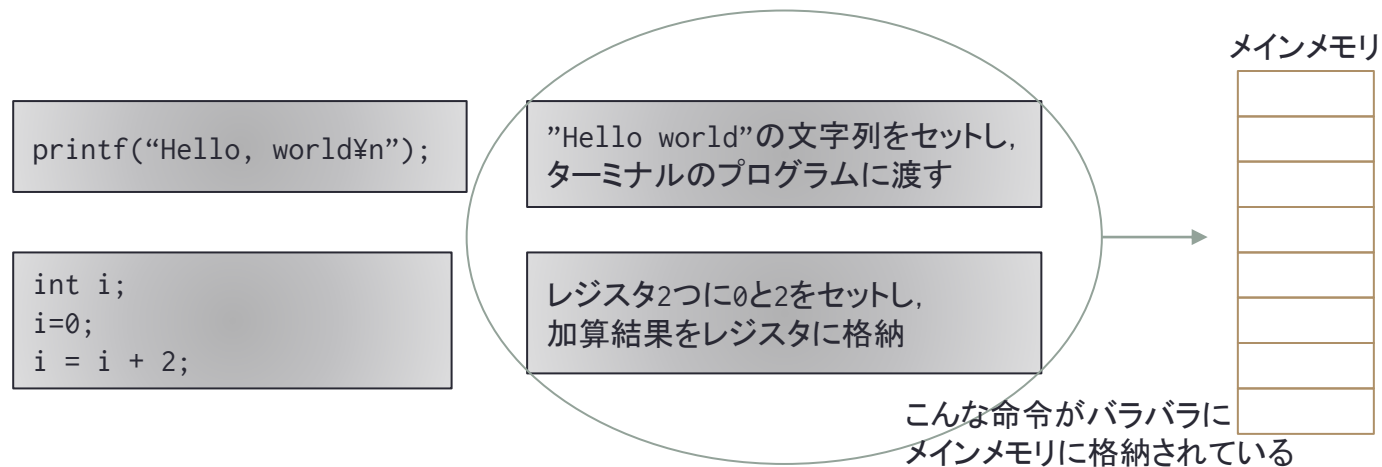 メインメモリ
printf(“Hello, world¥n”);
”Hello world”の文字列をセットし,
ターミナルのプログラムに渡す
int i;
i=0;
i = i + 2;
レジスタ2つに0と2をセットし,
加算結果をレジスタに格納
こんな命令がバラバラに
メインメモリに格納されている